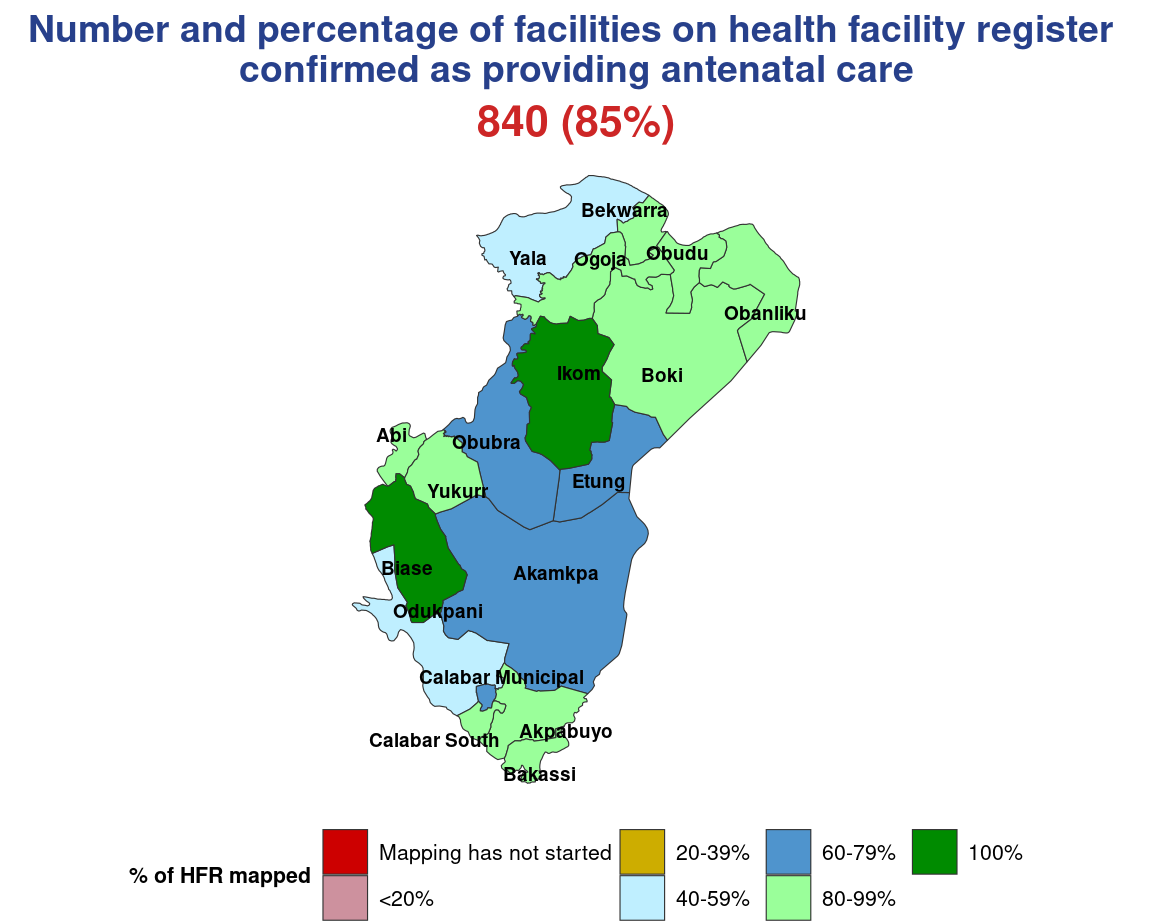 Number and percentage of facilities on health facility register
confirmed as providing antenatal care
840 (85%)
Bekwarra
Yala
Ogoja
Obudu
Obanliku
Ikom
Boki
Abi
Obubra
Yukurr
Etung
Biase
Akamkpa
Odukpani
Calabar Municipal
Akpabuyo
Calabar South
Bakassi
% of HFR mapped
Mapping has not started
<20%
20-39%
40-59%
60-79%
80-99%
100%